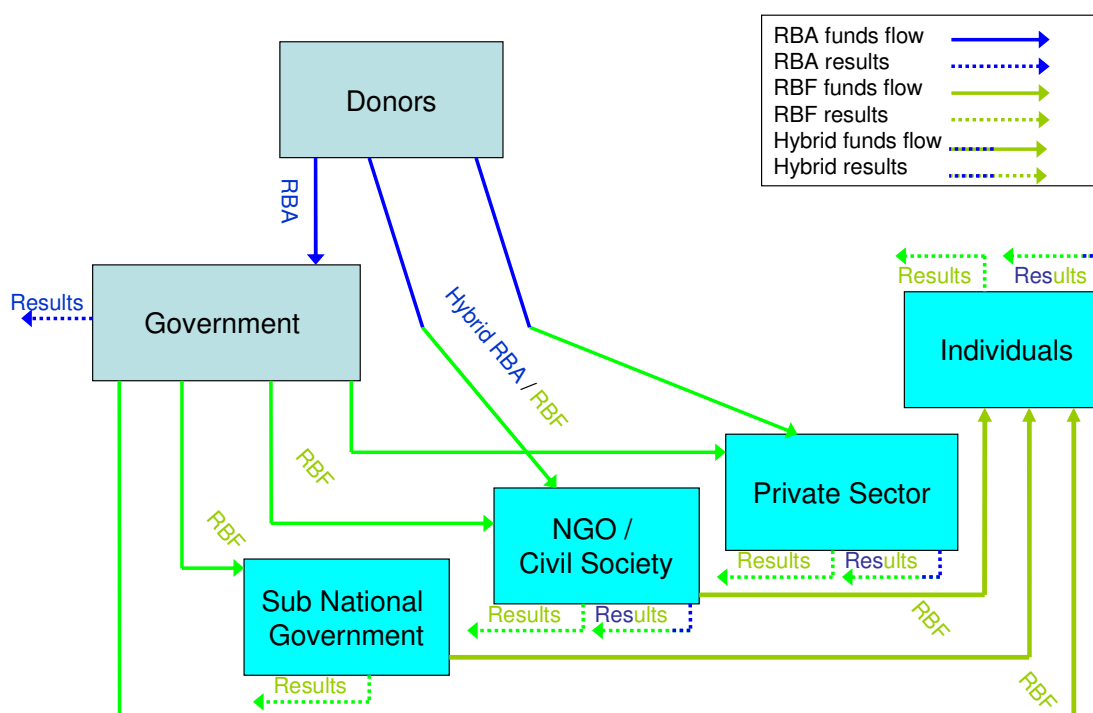 RBA funds flow
RBA results
RBF funds flow
RBF results
Hybrid funds flow
Hybrid results
Donors
RBA
Results
Results
Results
Government
Hybrid RBA / RBF
Individuals
RBF
Private Sector
RBF
NGO /
Civil Society
Results
Results
Sub National
Government
Results
Results
RBF
RBF
Results